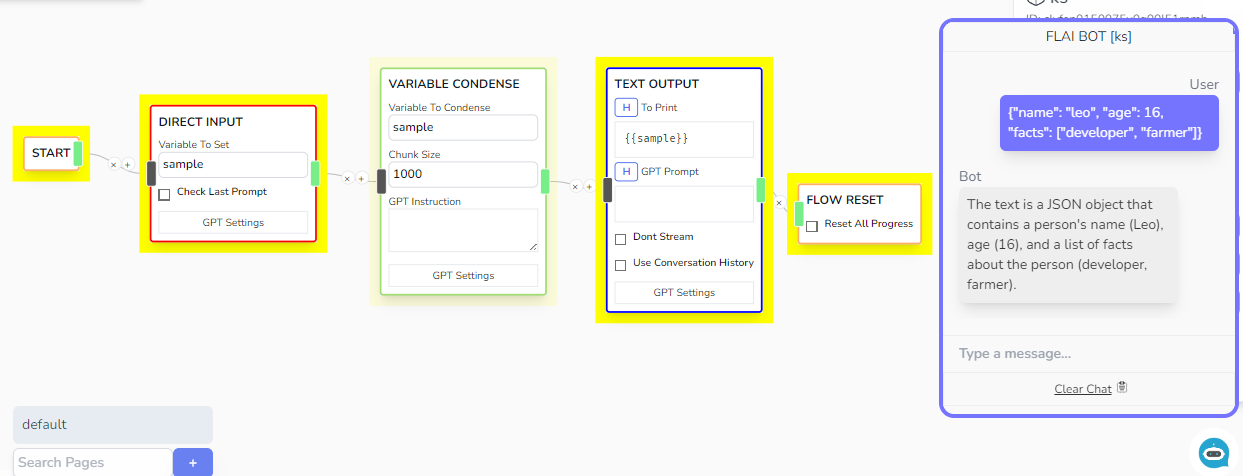 KS
FLAI BOT [ks]
START
DIRECT INPUT
Variable To Set
sample
Check Last Prompt
GPT Settings
VARIABLE CONDENSE
Variable To Condense
sample
Chunk Size
1000
GPT Instruction
GPT Settings
TEXT OUTPUT
H To Print
{{sample}}
H GPT Prompt
Dont Stream
Use Conversation History
GPT Settings
FLOW RESET
Reset All Progress
User
{"name": "leo", "age": 16,
"facts": ["developer", "farmer"]}
Bot
The text is a JSON object that
contains a person's name (Leo),
age (16), and a list of facts
about the person (developer,
farmer).
Type a message...
Clear Chat
default
Search Pages
+